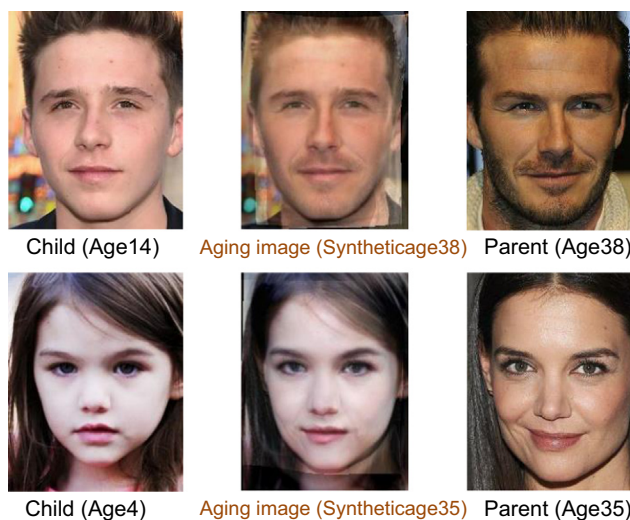 Child (Age14) Aging image (Syntheticage38) Parent (Age38)
Child (Age4) Aging image (Syntheticage35) Parent (Age35)